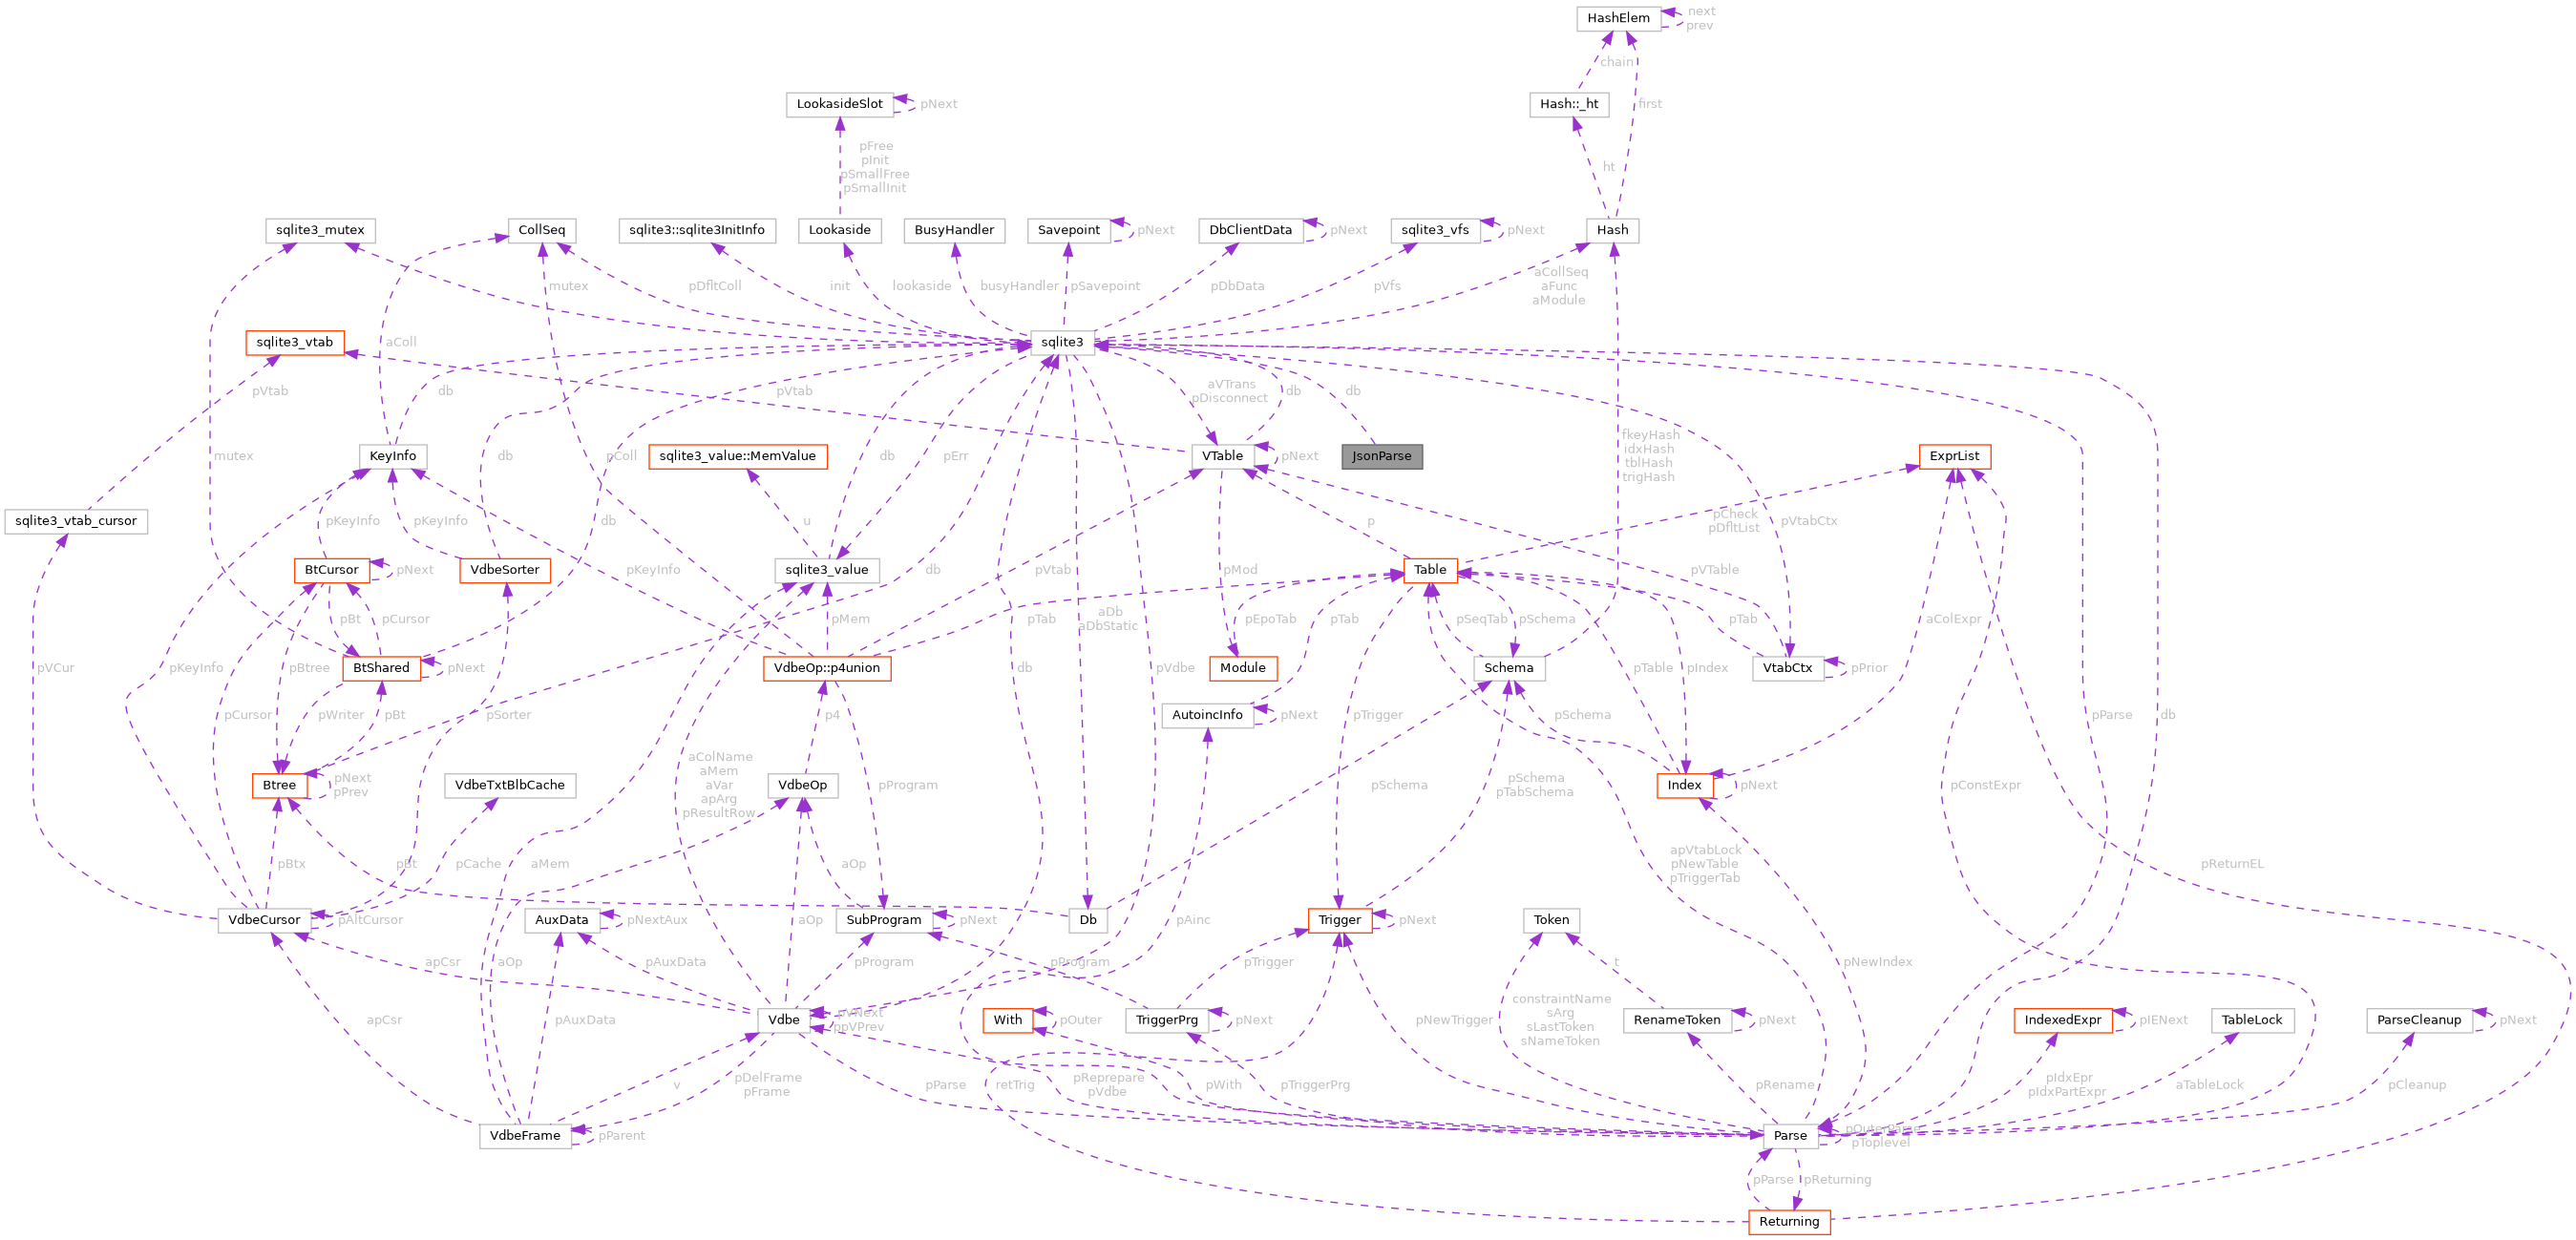 HashElem
next
prev
chain
LookasideSlot
pNext
Hash::_ht
first
pFree
pInit
pSmallFree
pSmallInit
ht
sqlite3_mutex
CollSeq
sqlite3::sqlite3InitInfo
Lookaside
BusyHandler
Savepoint
pNext
DbClientData
pNext
sqlite3_vfs
pNext
Hash
mutex
pDfltColl
init
lookaside
busyHandler
pSavepoint
pDbData
pVfs
aCollSeq
aFunc
aModule
sqlite3_vtab
aColl
sqlite3
pVtab
db
pVtab
aVTrans
pDisconnect
db
db
mutex
KeyInfo
db
pColl
sqlite3_value::MemValue
db
pErr
VTable
pNext
JsonParse
fkeyHash
idxHash
tblHash
trigHash
ExprList
sqlite3_vtab_cursor
pKeyInfo
pKeyInfo
db
u
p
pCheck
pDfltList
pVtabCtx
BtCursor
pNext
VdbeSorter
pKeyInfo
sqlite3_value
db
pVtab
pMod
Table
pVTable
pBt
pCursor
pMem
pTab
aDb
aDbStatic
pEpoTab
pTab
pSeqTab
pSchema
pTab
aColExpr
pVCur
pKeyInfo
pBtree
BtShared
pNext
VdbeOp::p4union
db
pVdbe
Module
Schema
pTable
pIndex
VtabCtx
pPrior
pCursor
pWriter
pBt
pSorter
p4
AutoincInfo
pNext
pTrigger
pSchema
pParse
db
aColName
aMem
aVar
apArg
pResultRow
Btree
pNext
pPrev
VdbeTxtBlbCache
VdbeOp
pProgram
pSchema
pSchema
pTabSchema
Index
pNext
pConstExpr
pBtx
pBt
pCache
aMem
aOp
apVtabLock
pNewTable
pTriggerTab
pReturnEL
VdbeCursor
pAltCursor
AuxData
pNextAux
aOp
SubProgram
pNext
Db
pAinc
Trigger
pNext
Token
apCsr
aOp
pAuxData
pProgram
pProgram
pTrigger
t
pNewIndex
apCsr
pAuxData
Vdbe
pVNext
ppVPrev
With
pOuter
TriggerPrg
pNext
pNewTrigger
constraintName
sArg
sLastToken
sNameToken
RenameToken
pNext
IndexedExpr
pIENext
TableLock
ParseCleanup
pNext
v
pDelFrame
pFrame
pParse
retTrig
pReprepare
pVdbe
pWith
pTriggerPrg
pRename
pIdxEpr
pIdxPartExpr
aTableLock
pCleanup
VdbeFrame
pParent
Parse
pOuterParse
pToplevel
pParse
pReturning
Returning